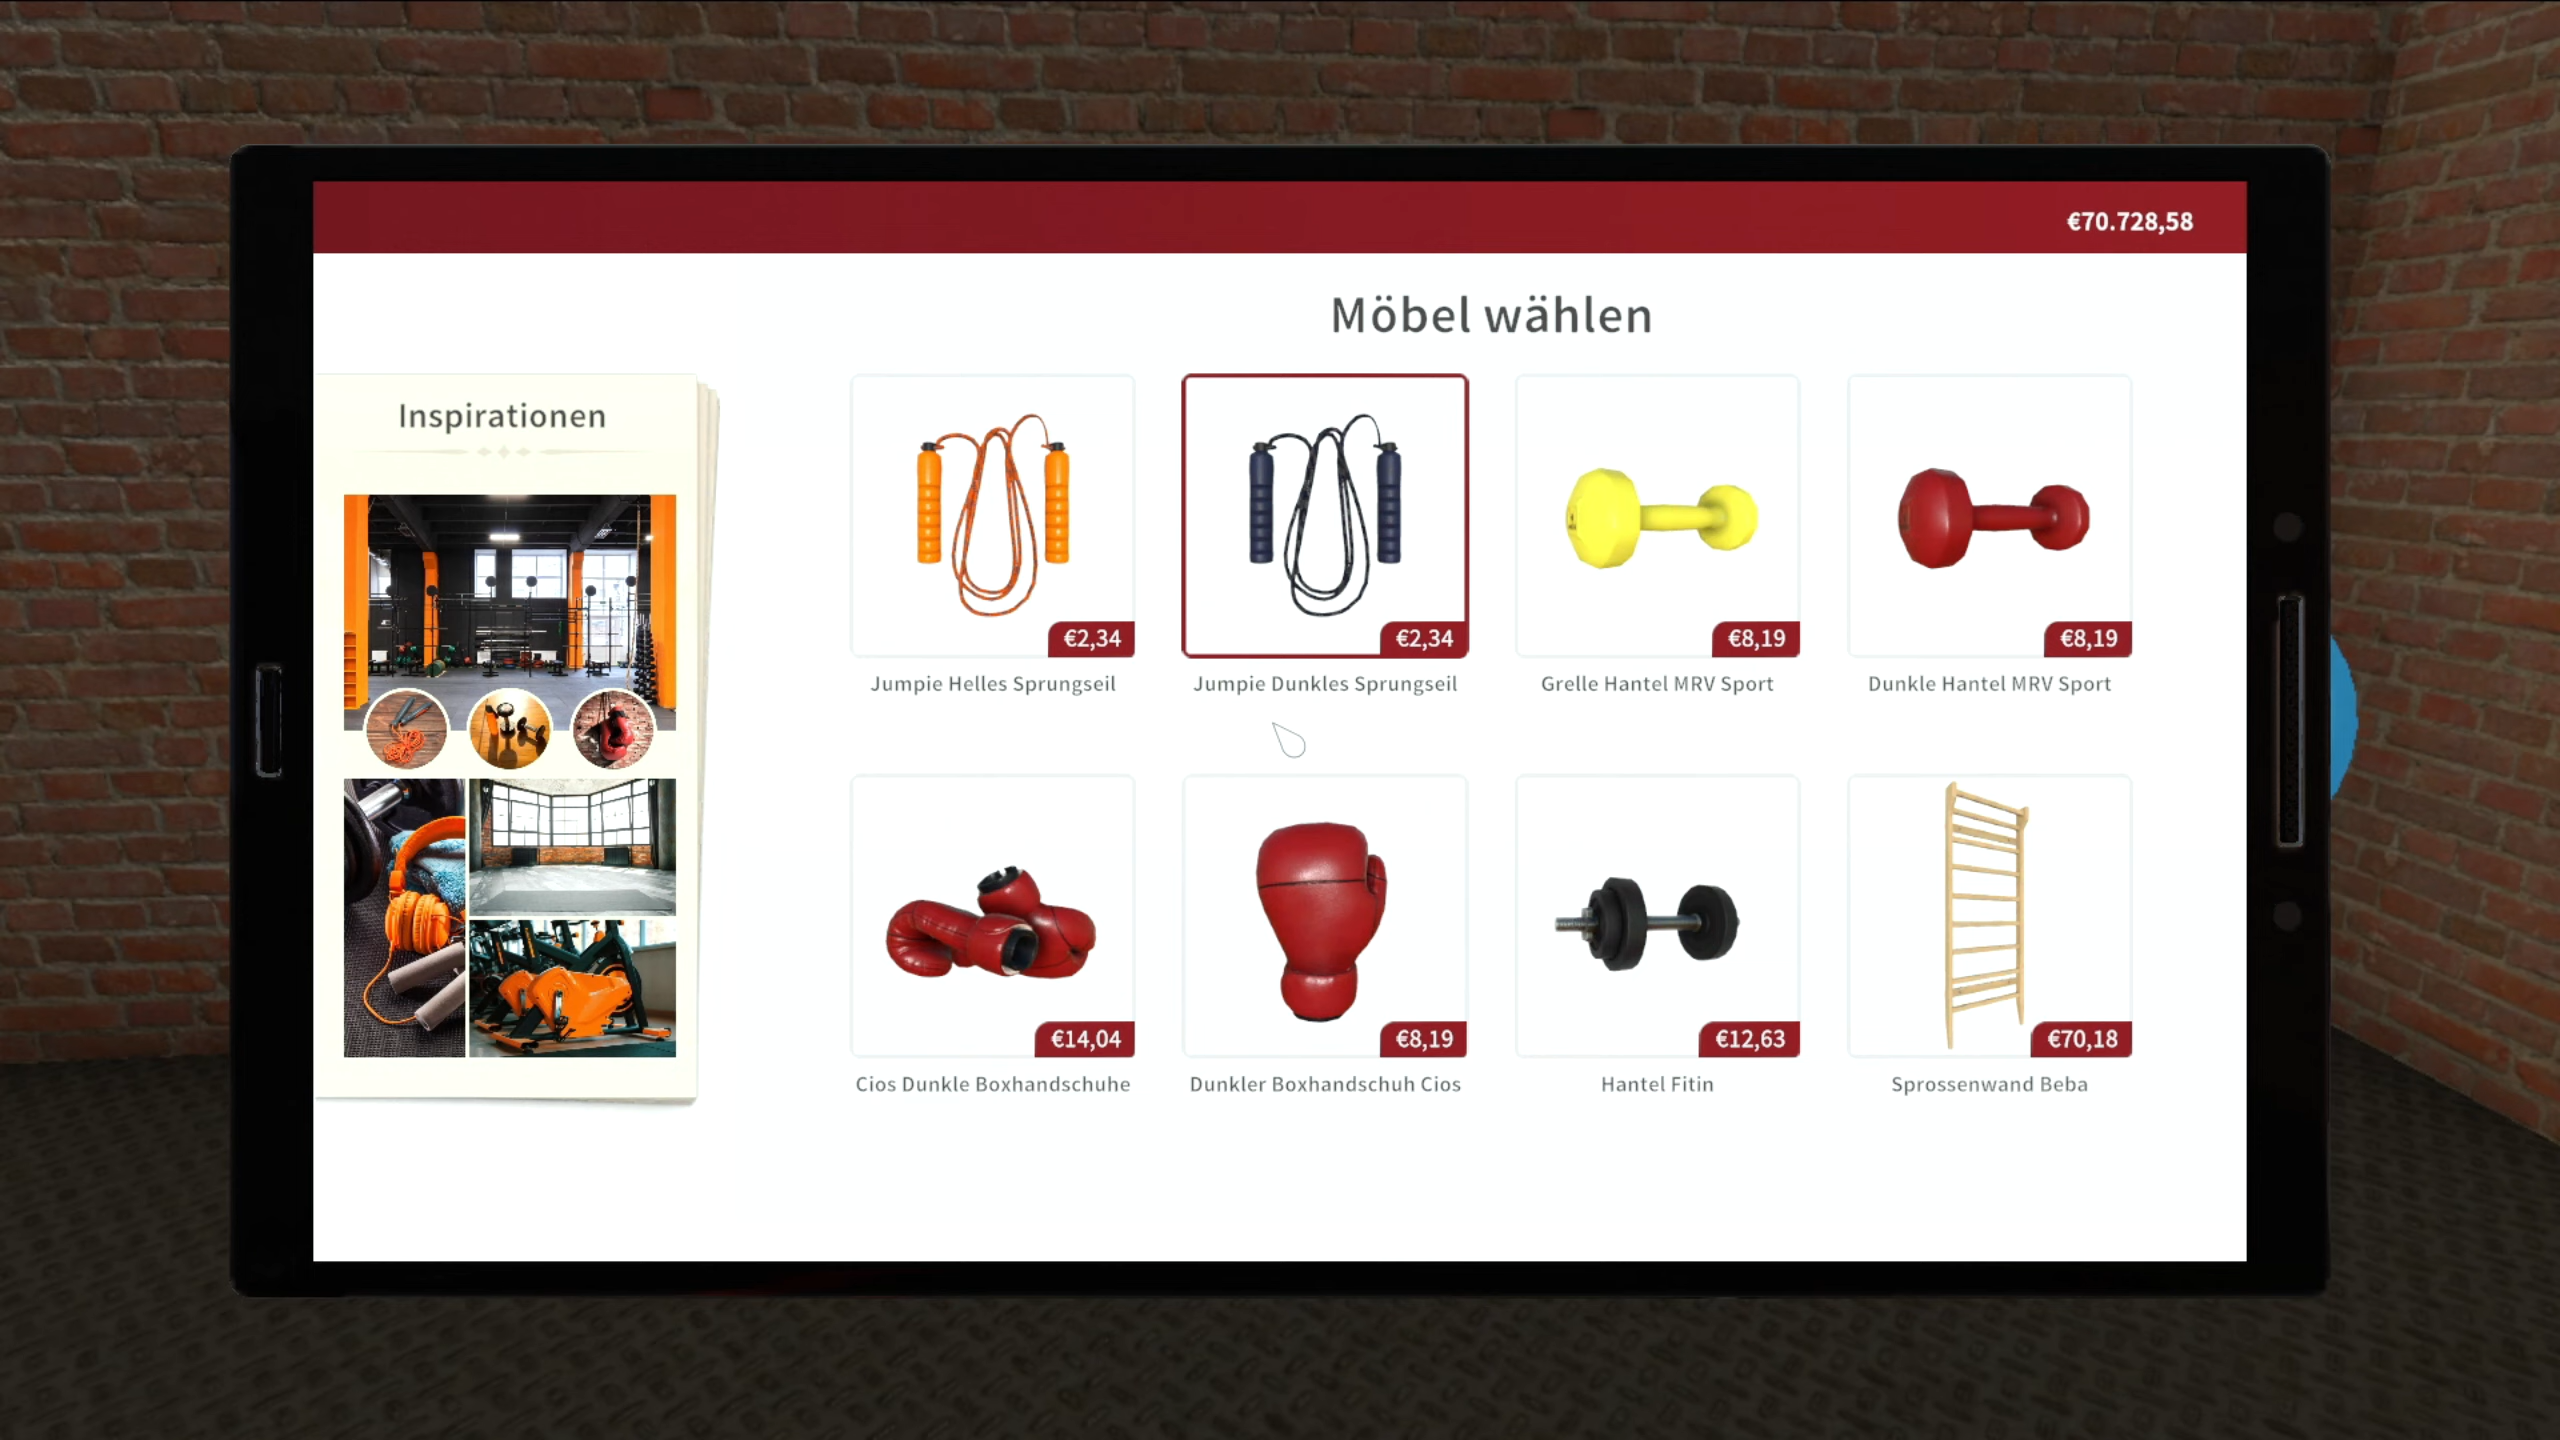 €70.728,58
Möbel wählen
Inspirationen
€2,34
€2,34
€8,19
€8,19
Jumpie Helles Sprungseil
Jumpie Dunkles Sprungseil
Grelle Hantel MRV Sport
Dunkle Hantel MRV Sport
€14,04
€8,19
€12,63
€70,18
Cios Dunkle Boxhandschuhe
Dunkler Boxhandschuh Cios
Hantel Fitin
Sprossenwand Beba